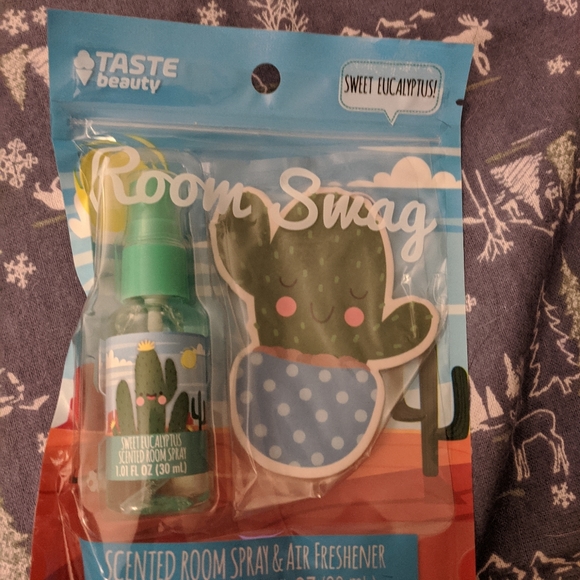 TASTE
beauty
SWEET EUCALYPTUS!
Room Swag
SWEET EUCALYPTUS
SCENTED ROOM SPRAY
1.01 FL OZ (30 mL)
SCENTED ROOM SPRAY & AIR FRESHENER